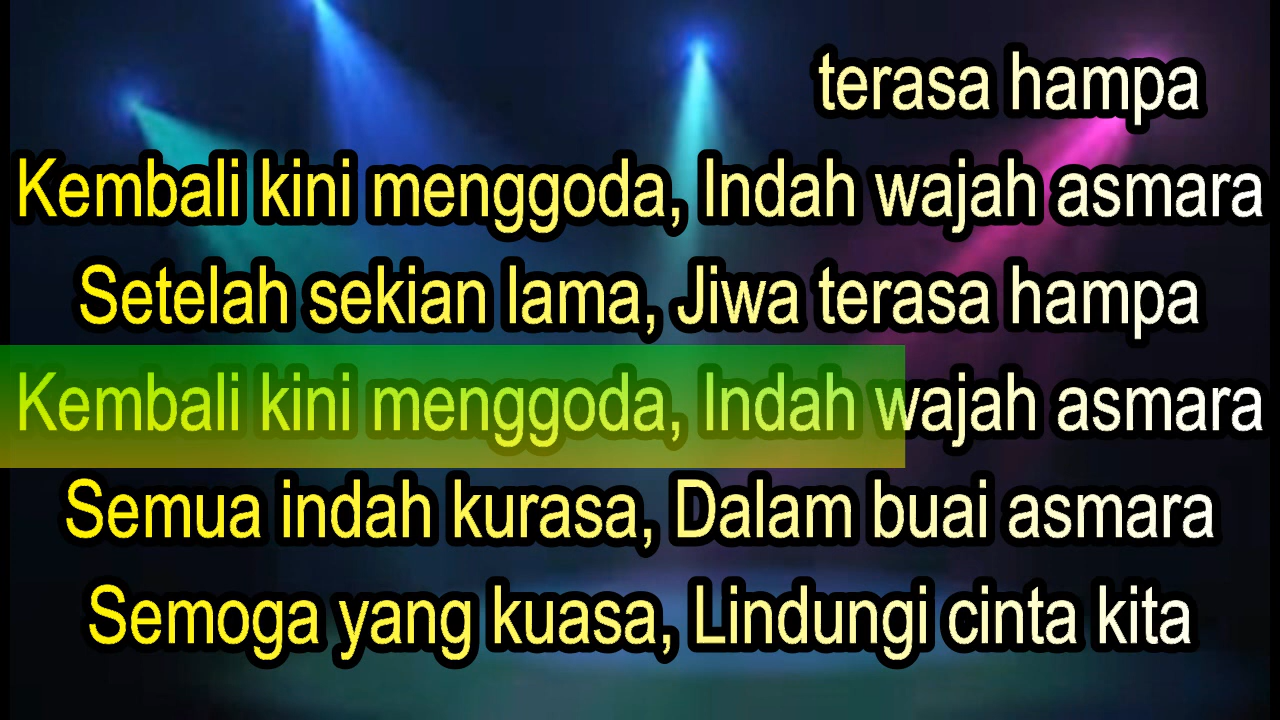 terasa hampa
Kembali kini menggoda, Indah wajah asmara
Setelah sekian lama, Jiwa terasa hampa
Kembali kini menggoda, Indah wajah asmara
Semua indah kurasa, Dalam buai asmara
Semoga yang kuasa, Lindungi cinta kita